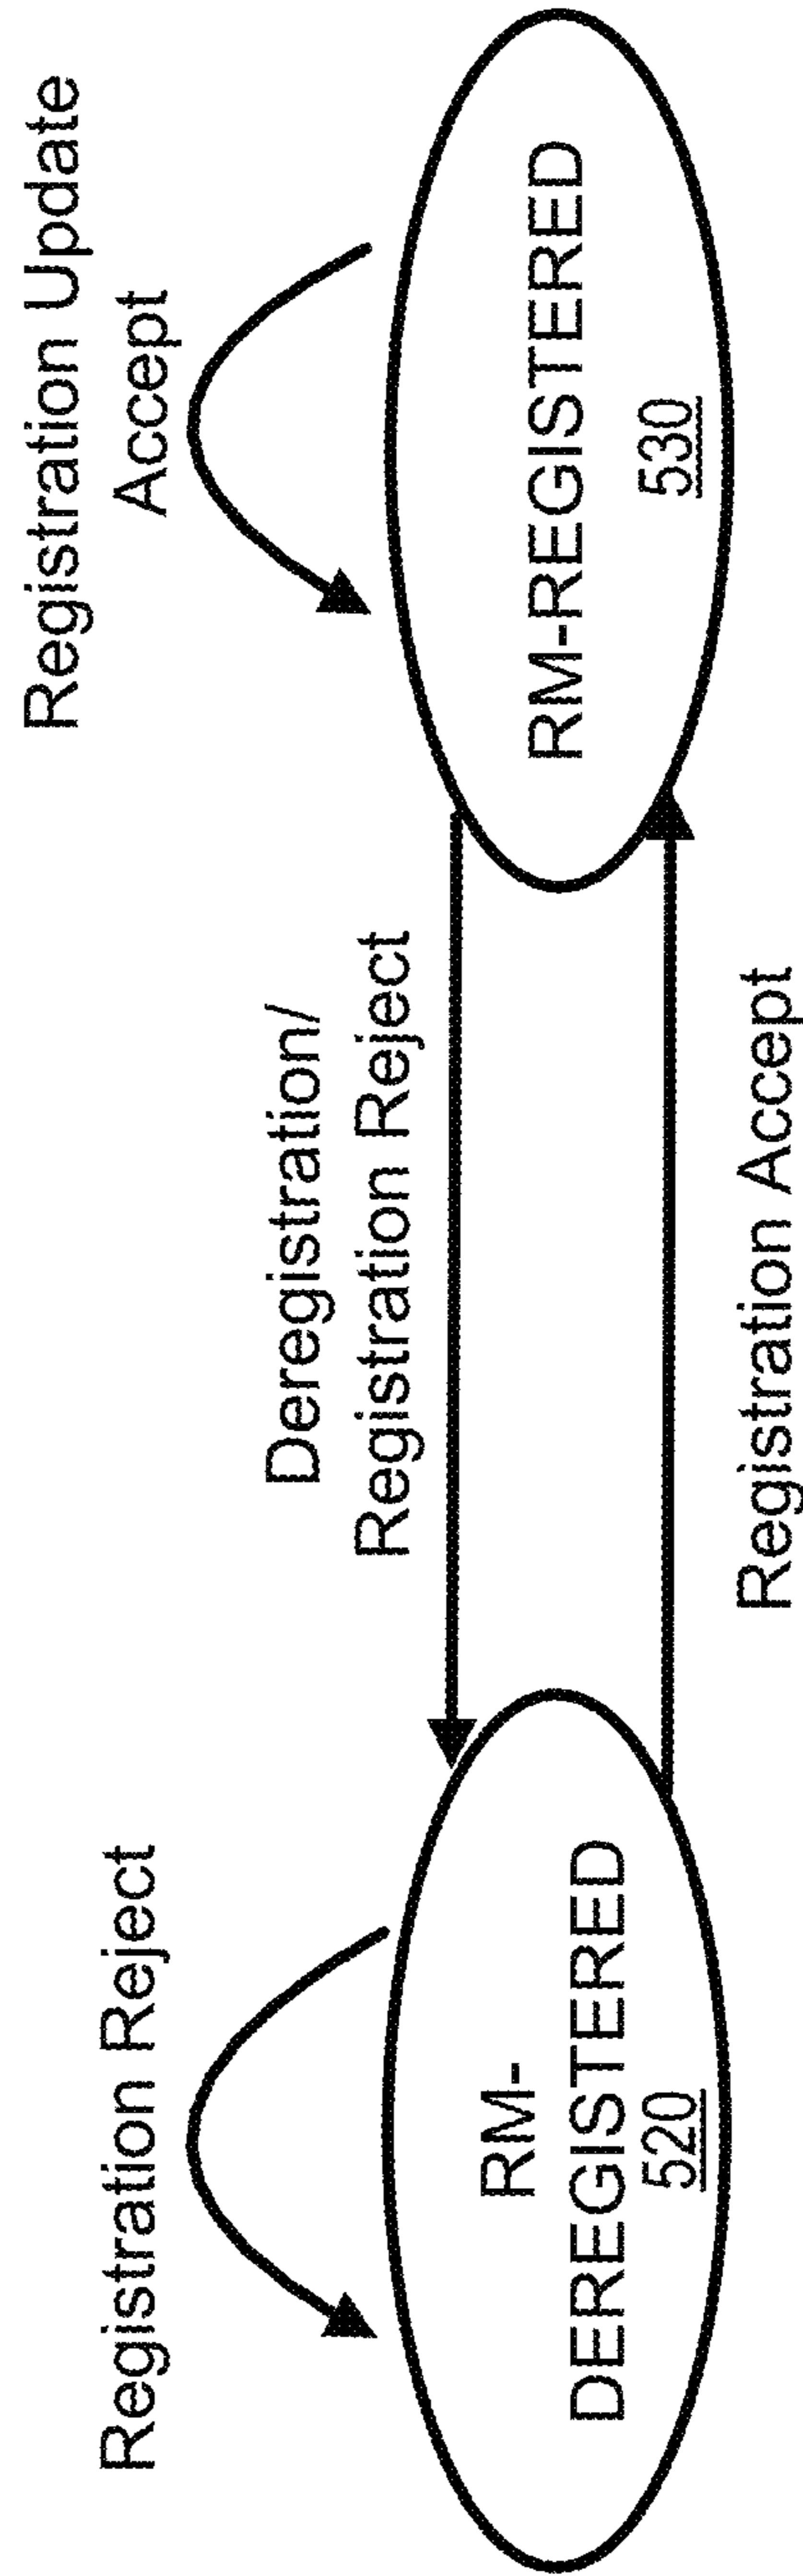 Registration Reject
RM-
DEREGISTERED
520
Deregistration/
Registration Reject
Registration Accept
Registration Update
Accept
RM-REGISTERED
530